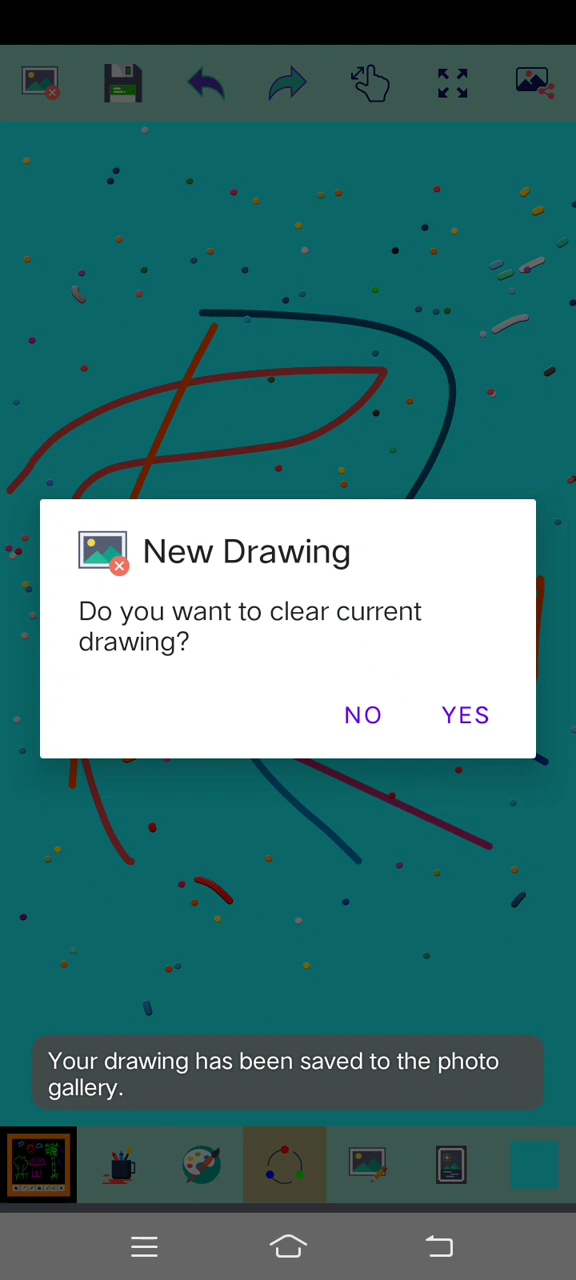 New Drawing
Do you want to clear current
drawing?
NO YES
Your drawing has been saved to the photo
gallery.